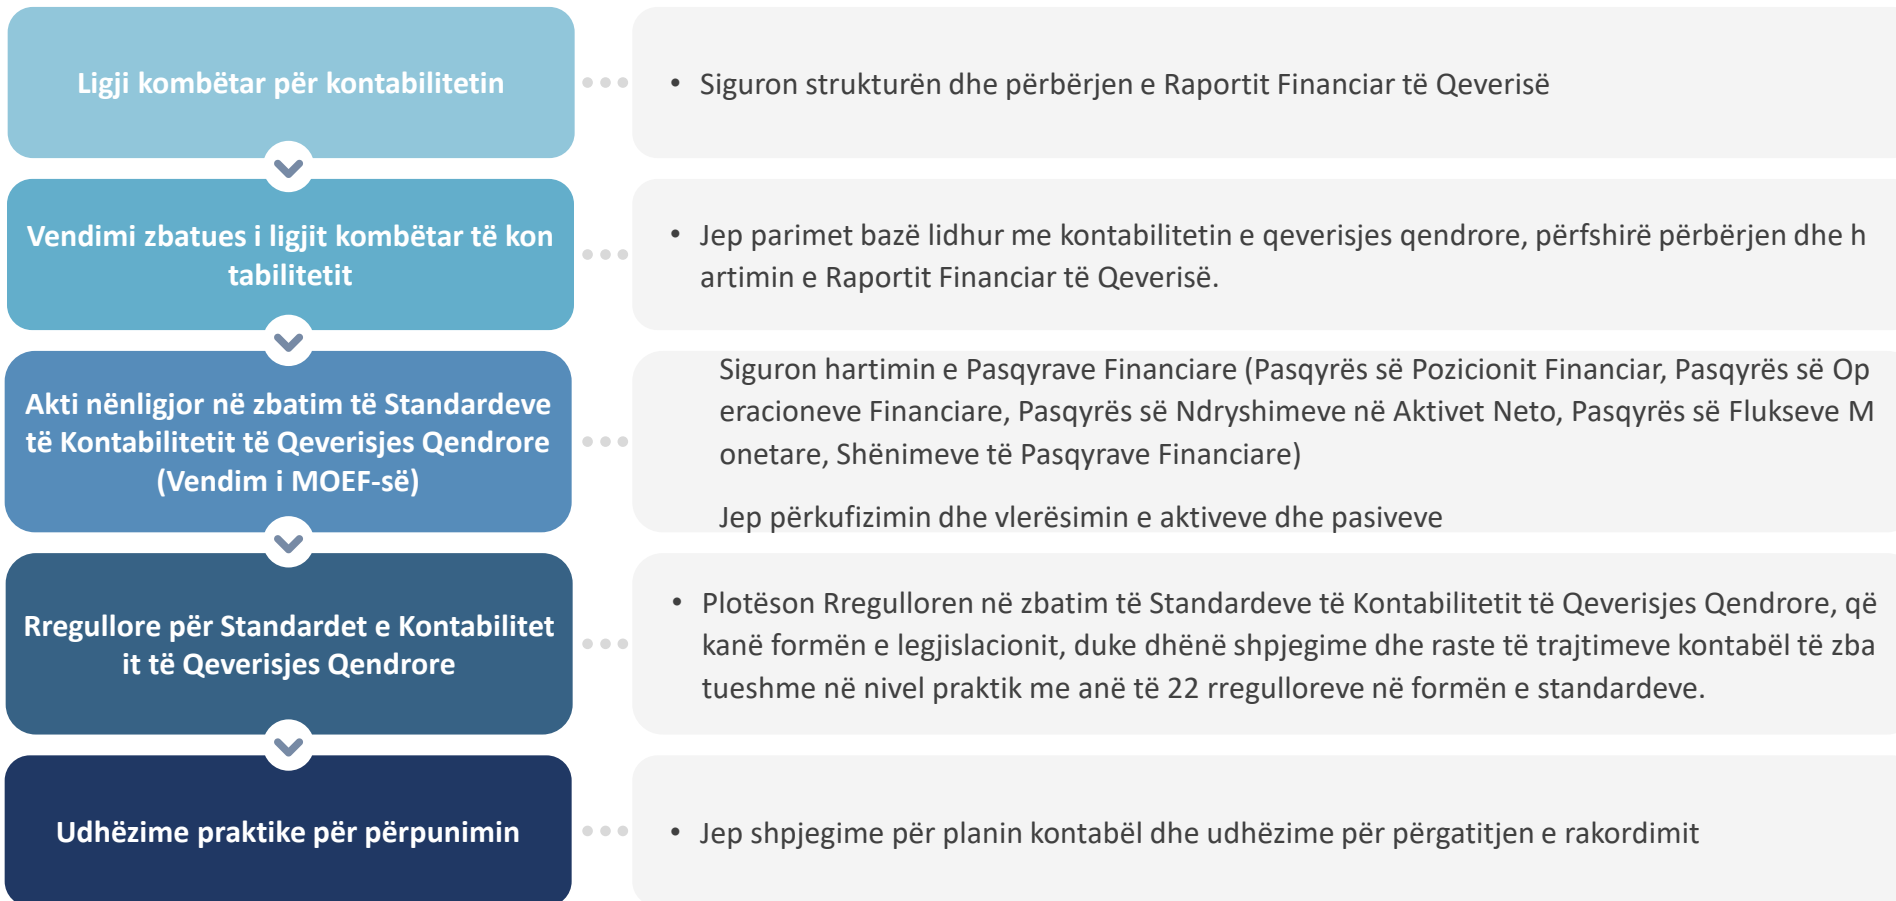 Ligji kombëtar për kontabilitetin
• Siguron strukturën dhe përbërjen e Raportit Financiar të Qeverisë
Vendimi zbatues i ligjit kombëtar të kon
tabilitetit
• Jep parimet bazë lidhur me kontabilitetin e qeverisjes qendrore, përfshirë përbërjen dhe h
artimin e Raportit Financiar të Qeverisë.
Akti nënligjor në zbatim të Standardeve
të Kontabilitetit të Qeverisjes Qendrore
(Vendim i MOEF-së)
Siguron hartimin e Pasqyrave Financiare (Pasqyrës së Pozicionit Financiar, Pasqyrës së Op
eracioneve Financiare, Pasqyrës së Ndryshimeve në Aktivet Neto, Pasqyrës së Flukseve M
onetare, Shënimeve të Pasqyrave Financiare)
Jep përkufizimin dhe vlerësimin e aktiveve dhe pasiveve
Rregullore për Standardet e Kontabilitet
it të Qeverisjes Qendrore
• Plotëson Rregulloren në zbatim të Standardeve të Kontabilitetit të Qeverisjes Qendrore, që
kanë formën e legjislacionit, duke dhënë shpjegime dhe raste të trajtimeve kontabël të zba
tueshme në nivel praktik me anë të 22 rregulloreve në formën e standardeve.
Udhëzime praktike për përpunimin
• Jep shpjegime për planin kontabël dhe udhëzime për përgatitjen e rakordimit